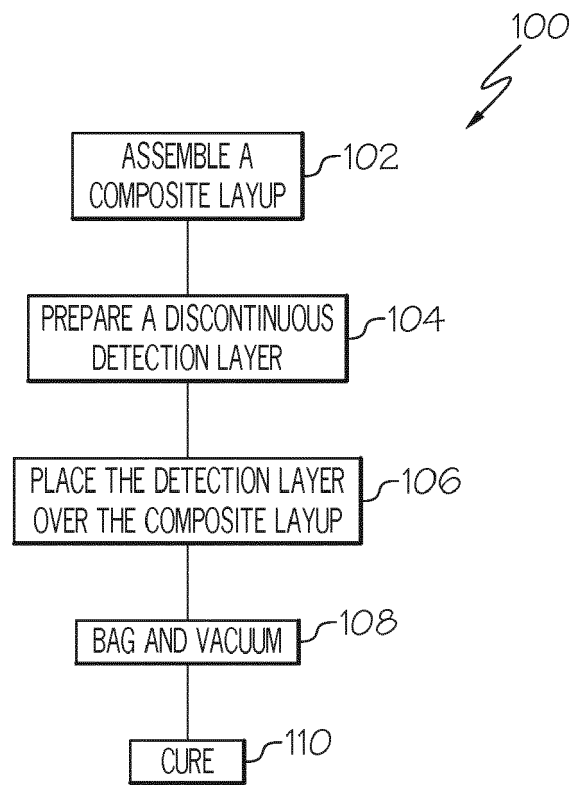 100
ASSEMBLE A
COMPOSITE LAYUP
102
PREPARE A DISCONTINUOUS
DETECTION LAYER
104
PLACE THE DETECTION LAYER
OVER THE COMPOSITE LAYUP
106
BAG AND VACUUM
108
CURE
110